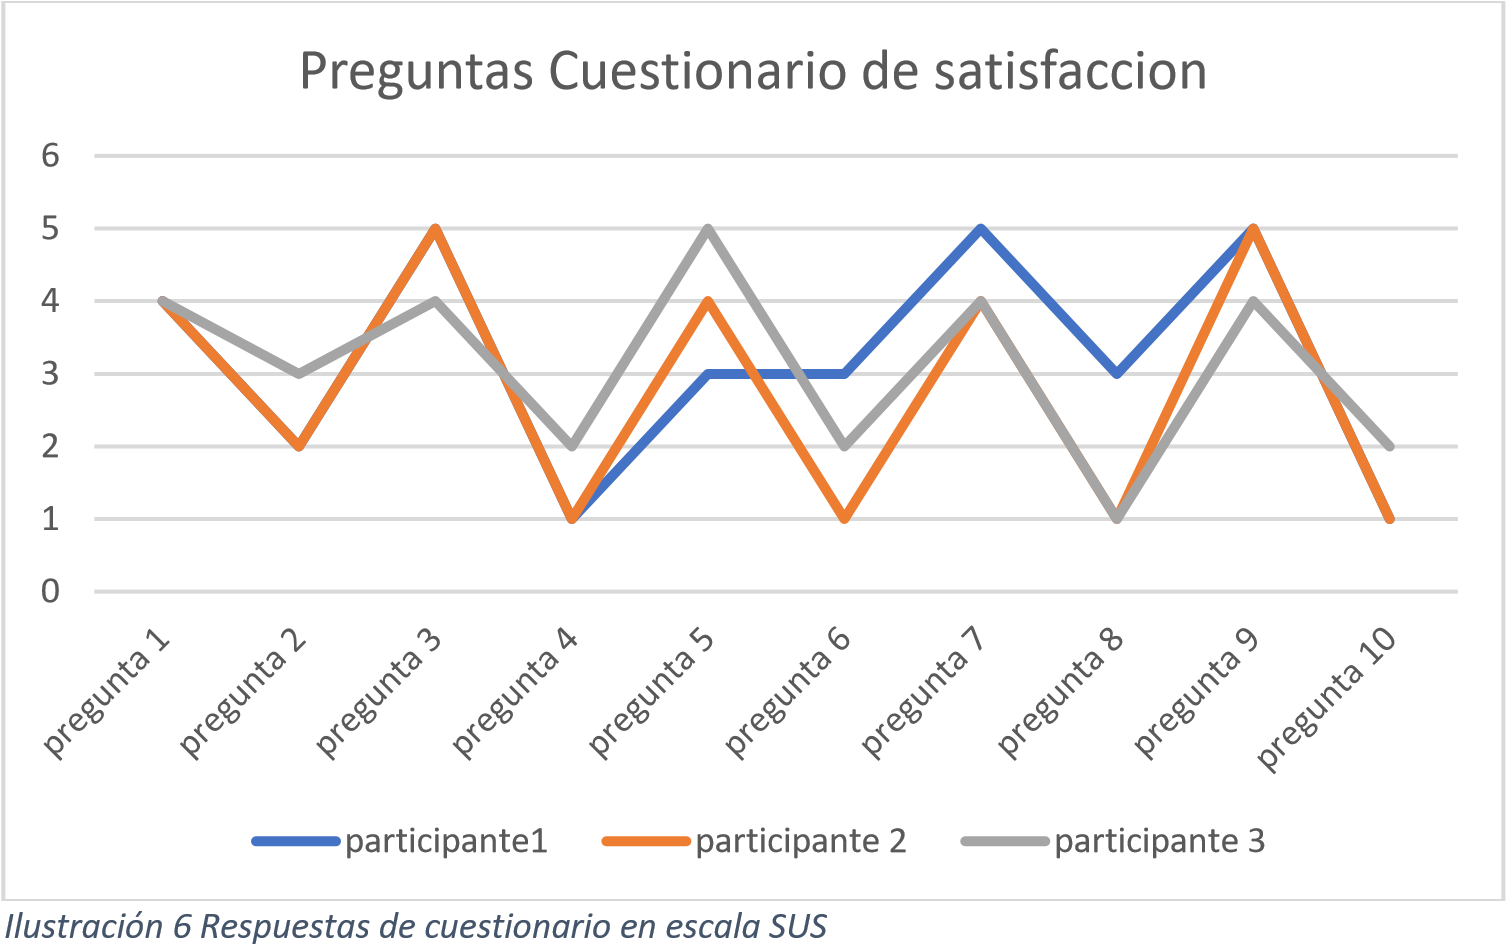 Preguntas Cuestionario de satisfaccion
6
5
4
3
2
1
0
pregunta 1
pregunta 2
pregunta 3
pregunta 4
pregunta 5
pregunta 6
pregunta 7
pregunta 8
pregunta 9
pregunta 10
participante1 participante 2 participante 3
Ilustración 6 Respuestas de cuestionario en escala SUS